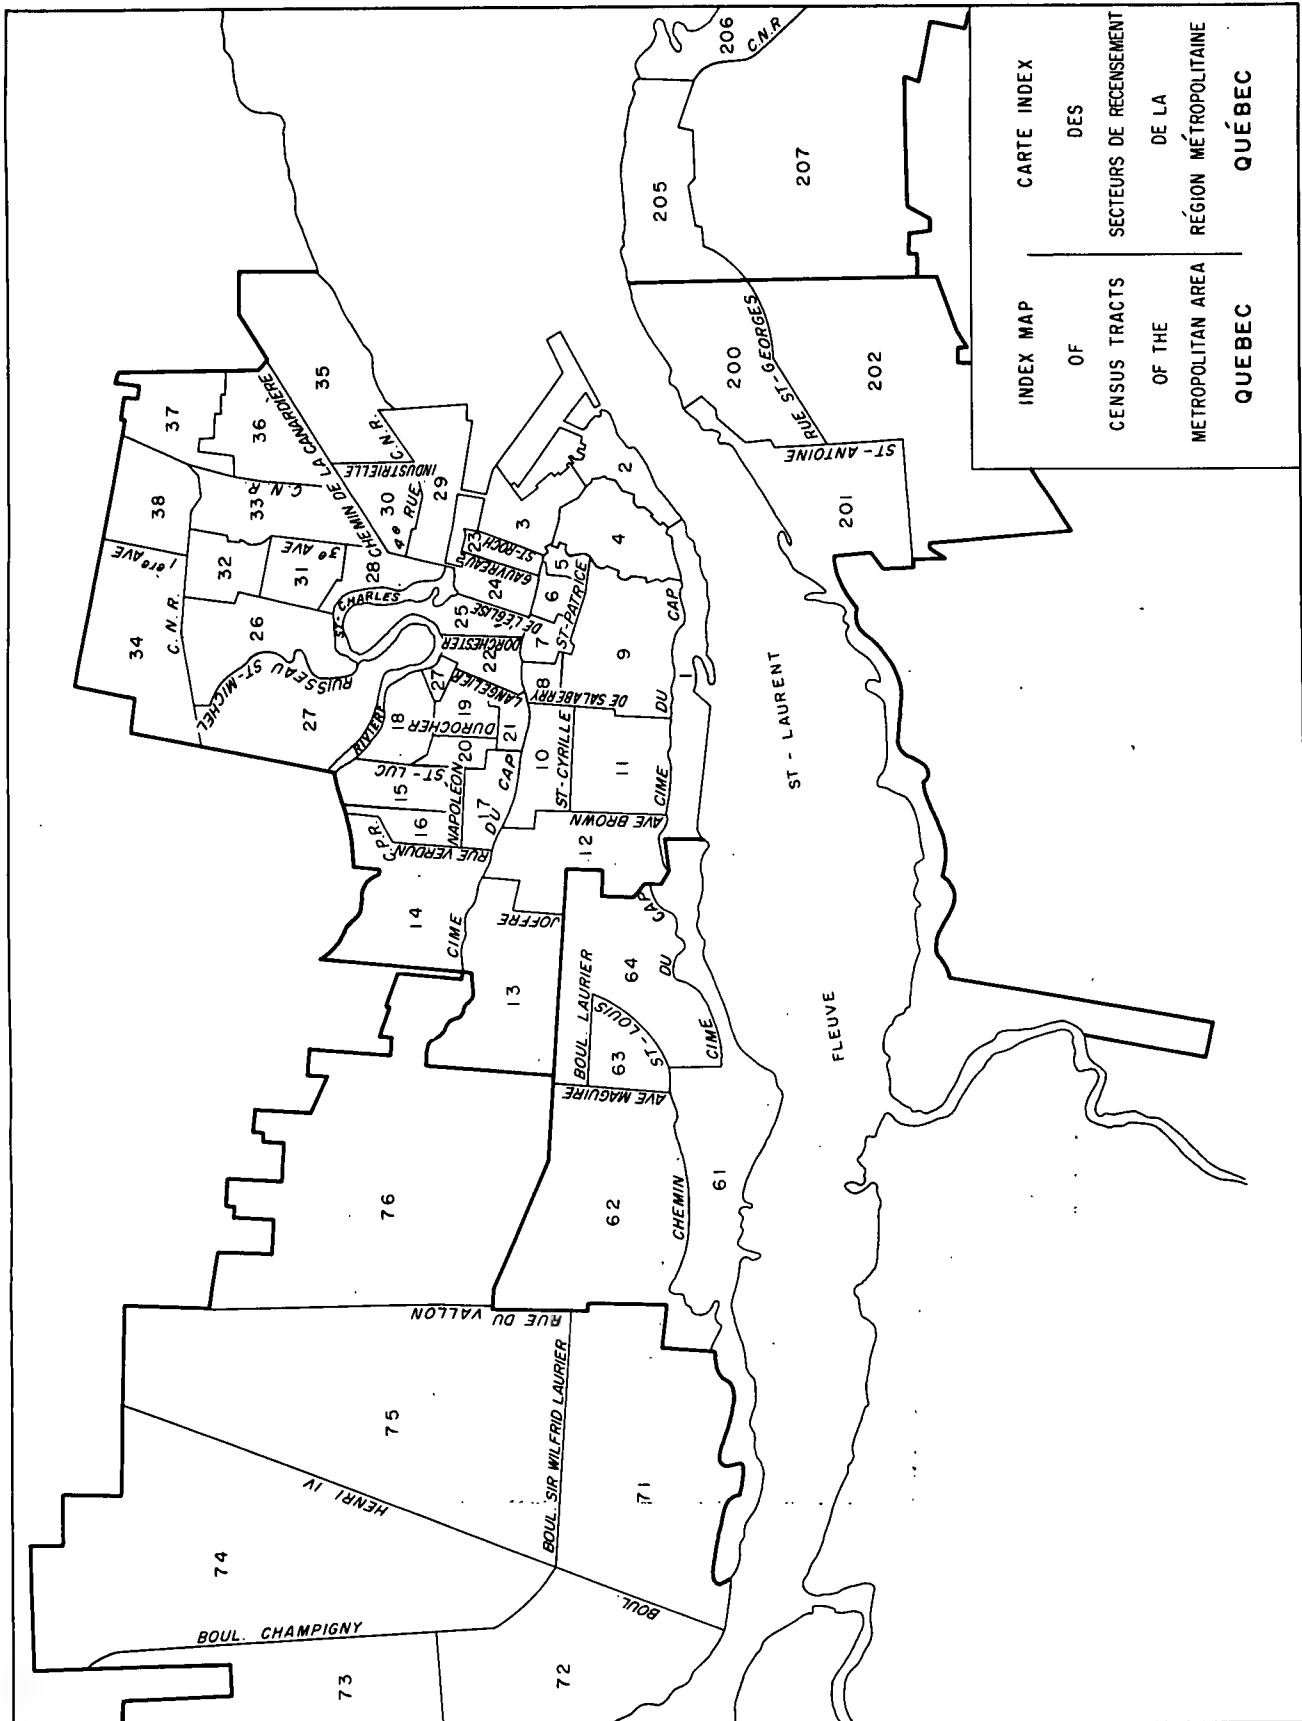 INDEX MAP
OF
CENSUS TRACTS
OF THE
METROPOLITAN AREA
QUEBEC
CARTE INDEX
DES
SECTEURS DE RECENSEMENT
DE LA
RÉGION MÉTROPOLITAINE
QUÉBEC
34
38
37
1ère AVE
C. N. R.
32
33
C. N. R.
36
26
31
3e AVE
35
RUISSEAU ST-MICHEL
27
ST-CHARLES
28
CHEMIN DE LA CANARDIÈRE
30
4e RUE
INDUSTRIELLE
C.N.R.
29
RIVIÈRE
18
27
25
24
23
15
ST-LUC
19
22
DORCHESTER
DE L'ÉGLISE
GAUVREAU
ST-ROCH
3
2
C.P.R.
16
NAPOLÉON
20
DUROCHER
LANGELIER
21
RUE VERDUN
17
CIME
DU
CAP
14
8
7
6
5
4
ST-PATRICE
10
ST-CYRILLE
DE SALABERRY
9
11
12
AVE BROWN
CIME
DU
CAP
1
13
JOFFRE
76
BOUL. LAURIER
64
63
ST-LOUIS
CIME
DU
CAP
AVE MAGUIRE
62
CHEMIN
61
RUE DU VALLON
75
BOUL. SIR WILFRID LAURIER
71
HENRI IV
BOUL.
74
BOUL. CHAMPIGNY
73
72
FLEUVE
ST-LAURENT
206
C.N.R
205
207
200
RUE ST-GEORGES
202
ST-ANTOINE
201